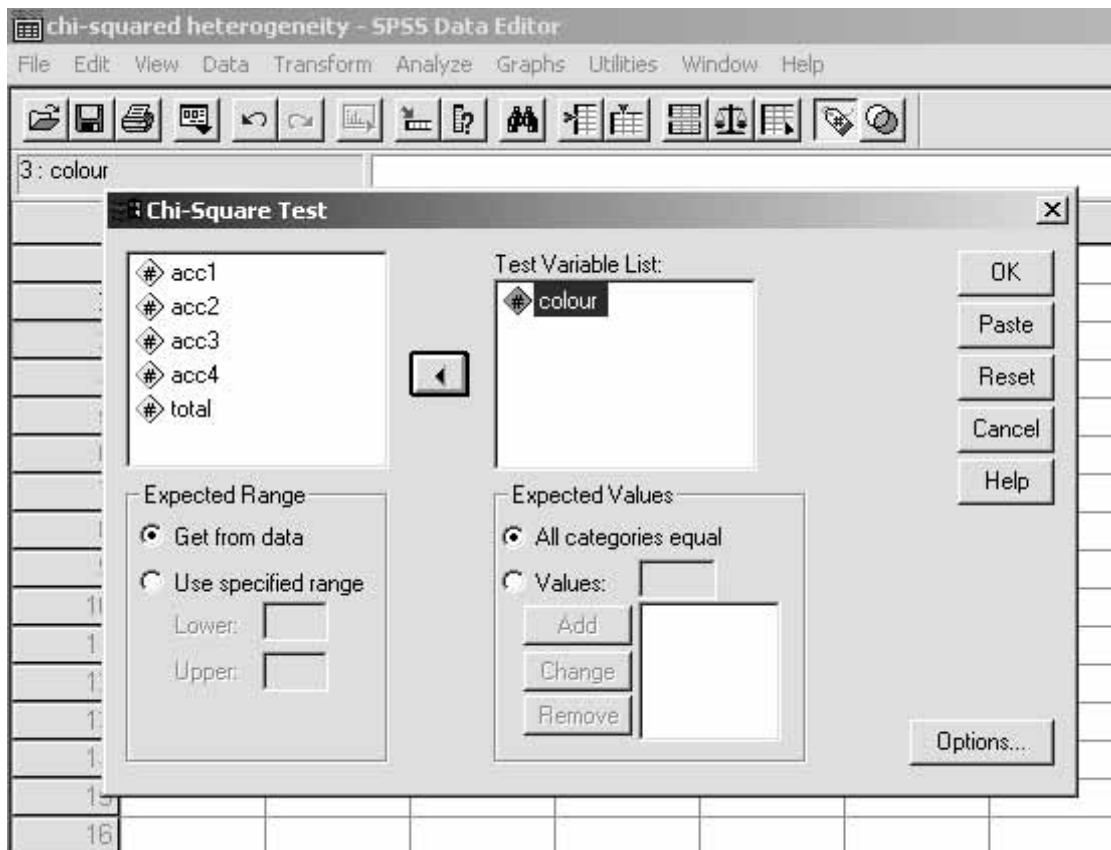 chi-squared heterogeneity - SPSS Data Editor
File Edit View Data Transform Analyze Graphs Utilities Window Help
3 : colour
Chi-Square Test
acc1
acc2
acc3
acc4
total
Test Variable List:
colour
OK
Paste
Reset
Cancel
Help
Expected Range
Get from data
Use specified range
Lower:
Upper:
Expected Values
All categories equal
Values:
Add
Change
Remove
Options...
15
16